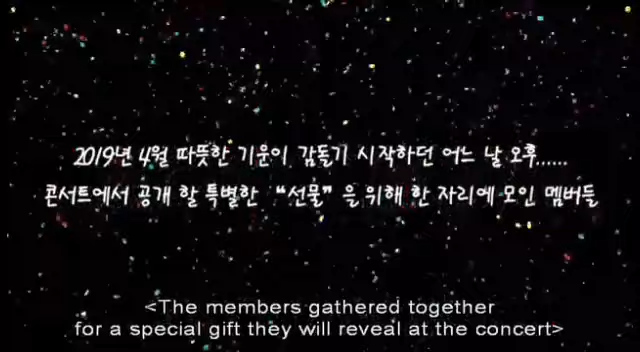 2019년 4월 따뜻한 기운이 감돌기 시작하던 어느 날 오후......
콘서트에서 공개 할 특별한 “선물” 을 위해 한 자리에 모인 멤버들
<The members gathered together
for a special gift they will reveal at the concert>